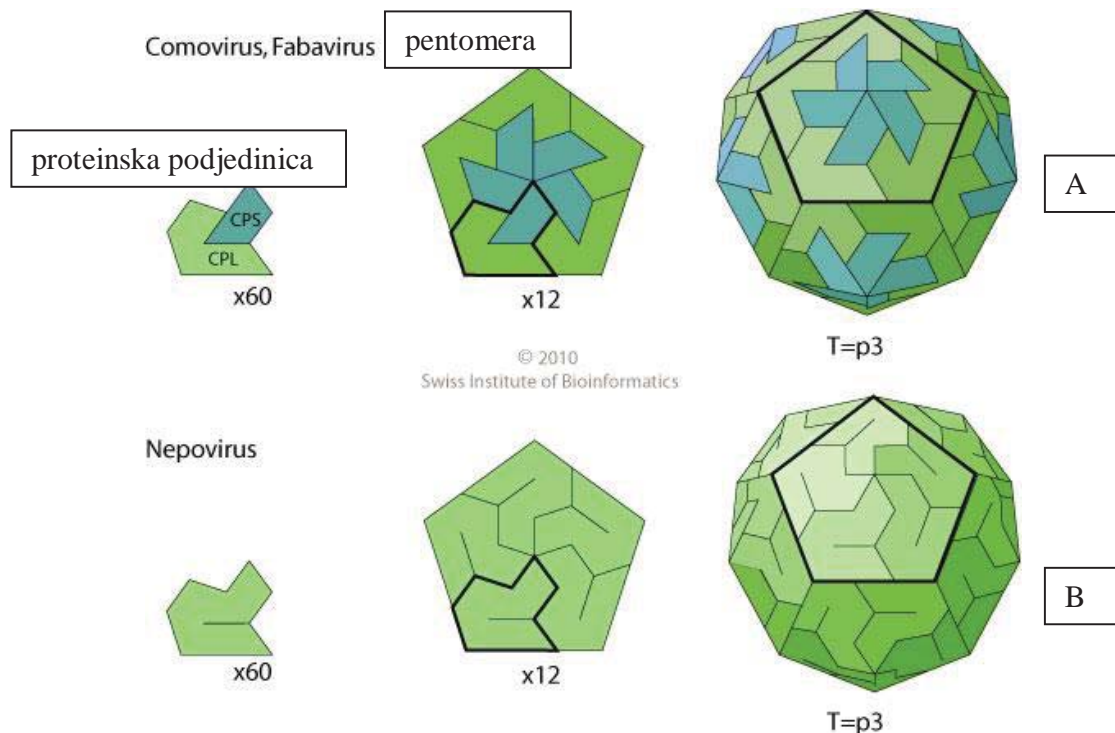 Comovirus, Fabavirus
pentomera
proteinska podjedinica
CPS
CPL
x60
x12
T=p3
A
© 2010
Swiss Institute of Bioinformatics
Nepovirus
x60
x12
T=p3
B